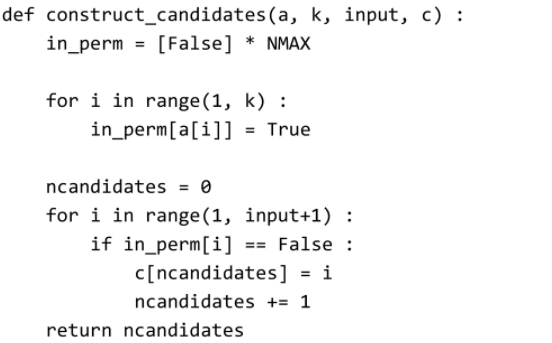 def construct_candidates(a, k, input, c) :
    in_perm = [False] * NMAX

    for i in range(1, k) :
        in_perm[a[i]] = True

    ncandidates = 0
    for i in range(1, input+1) :
        if in_perm[i] == False :
            c[ncandidates] = i
            ncandidates += 1
    return ncandidates